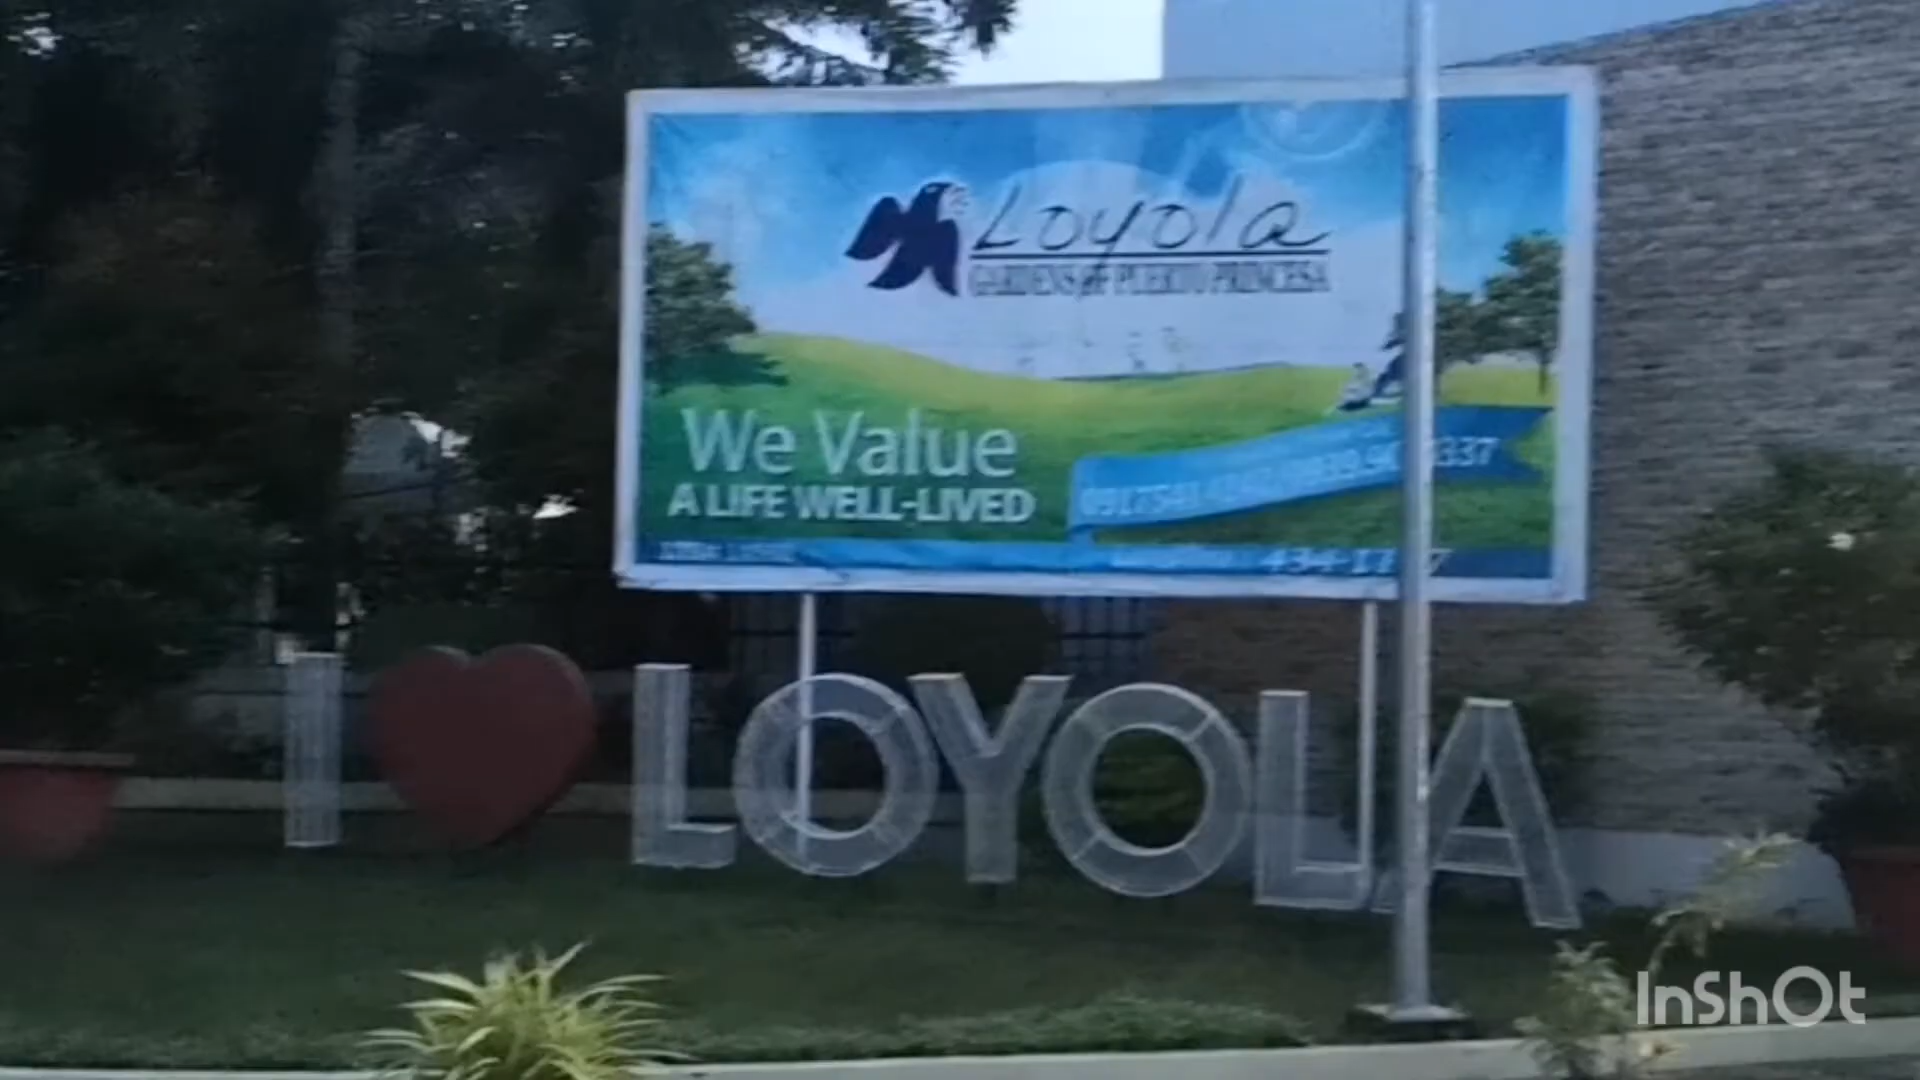 Loyola
GARDENS OF PUERTO PRINCESA
We Value
A LIFE WELL-LIVED
I LOYOLA
InShOt